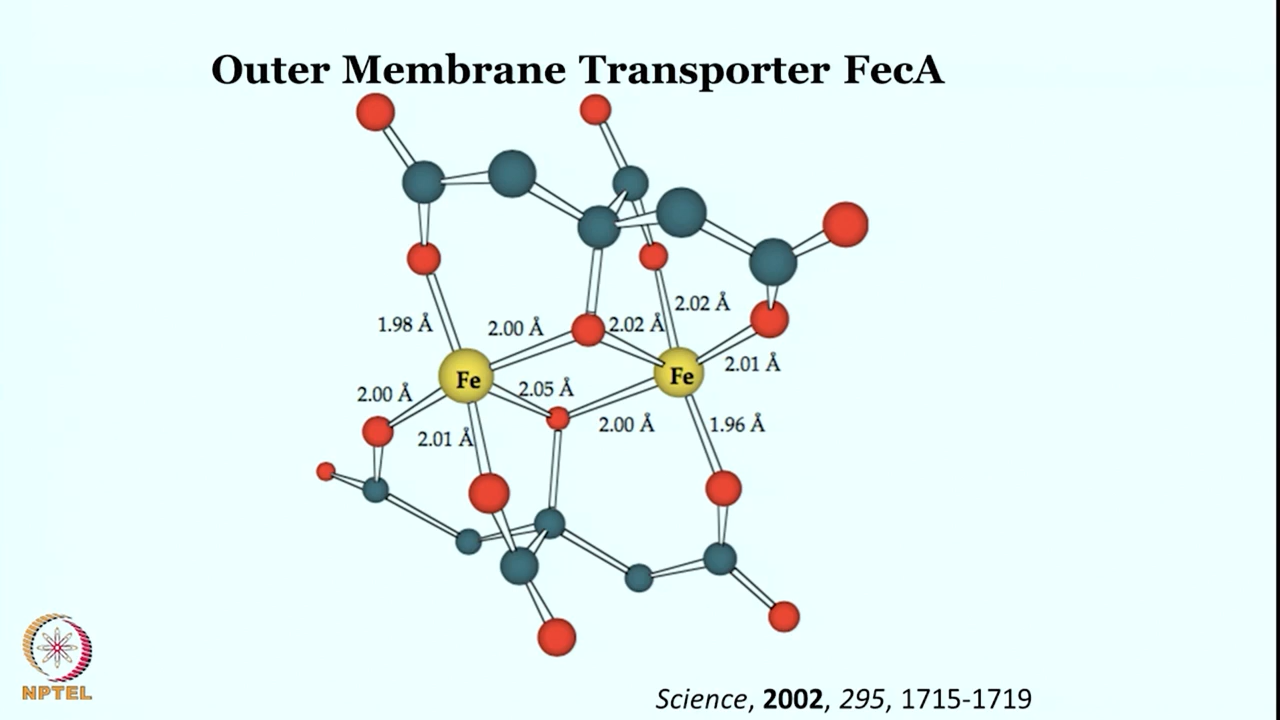 Outer Membrane Transporter FecA
2.02 Å
1.98 Å
2.00 Å
2.02 Å
2.01 Å
Fe
Fe
2.00 Å
2.05 Å
2.01 Å
2.00 Å
1.96 Å
NPTEL
Science, 2002, 295, 1715-1719